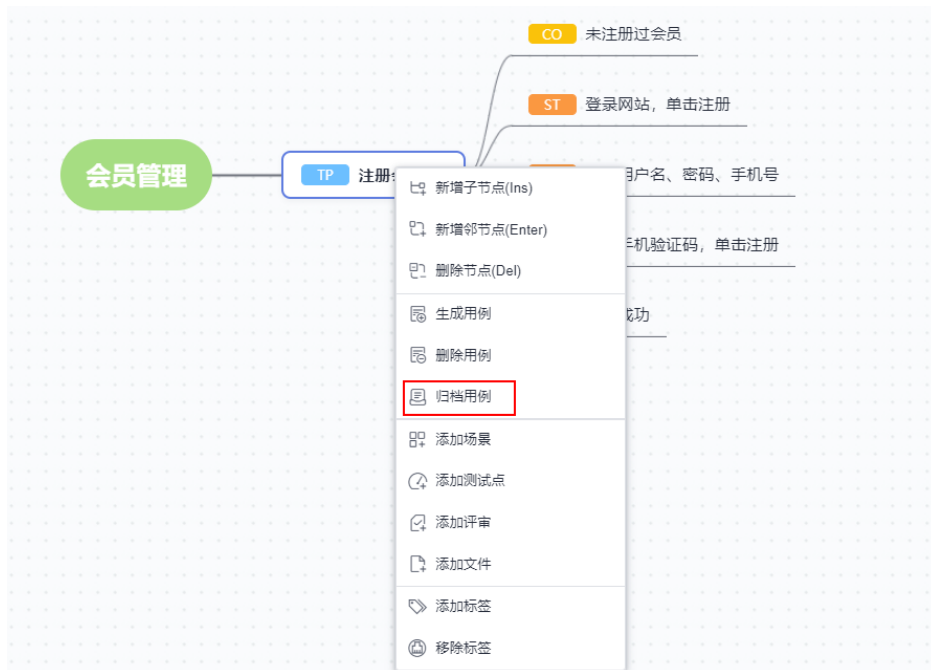 CO 未注册过会员
ST 登录网站，单击注册
会员管理
TP 注册
户名、密码、手机号
新增子节点(Ins)
新增邻节点(Enter)
手机验证码，单击注册
删除节点(Del)
生成用例
成功
删除用例
归档用例
添加场景
添加测试点
添加评审
添加文件
添加标签
移除标签